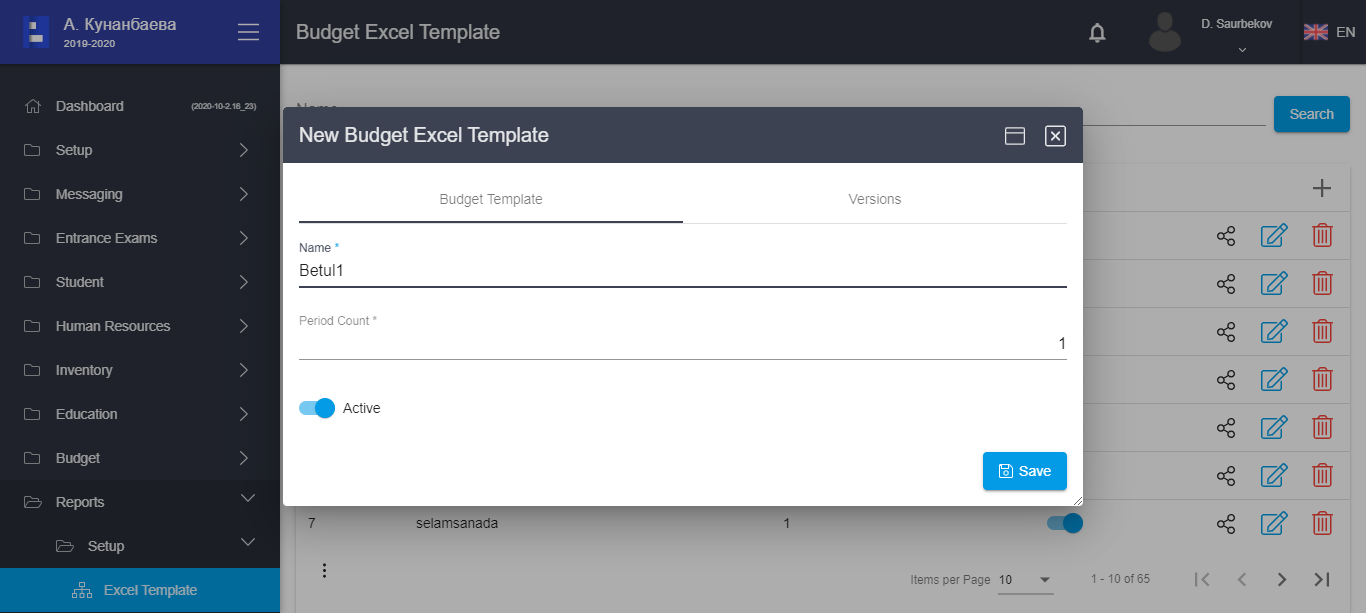 А. Кунанбаева
2019-2020
Budget Excel Template
D. Saurbekov
EN
Dashboard
(2020-10-2.16_23)
Setup
Messaging
Entrance Exams
Student
Human Resources
Inventory
Education
Budget
Reports
Setup
Excel Template
Name
Search
New Budget Excel Template
Budget Template
Versions
Name *
Betul1
Period Count *
1
Active
Save
7 selamsanada 1
Items per Page 10
1 - 10 of 65